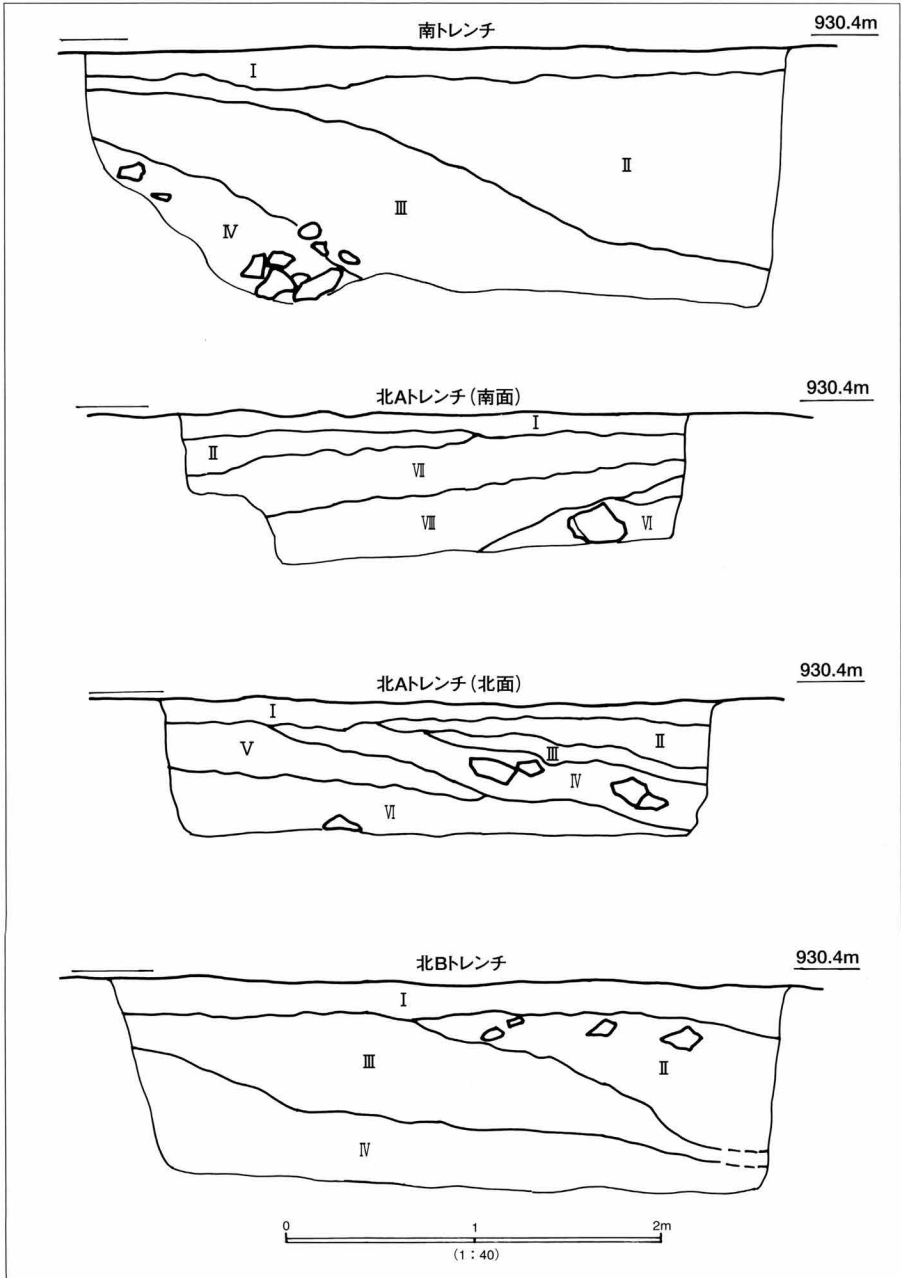 南トレンチ
930.4m
Ⅰ
Ⅱ
Ⅲ
Ⅳ
北Aトレンチ(南面)
930.4m
Ⅰ
Ⅱ
Ⅶ
Ⅷ
Ⅵ
北Aトレンチ(北面)
930.4m
Ⅰ
Ⅱ
Ⅴ
Ⅲ
Ⅳ
Ⅵ
北Bトレンチ
930.4m
Ⅰ
Ⅲ
Ⅱ
Ⅳ
0 1 2m
(1:40)